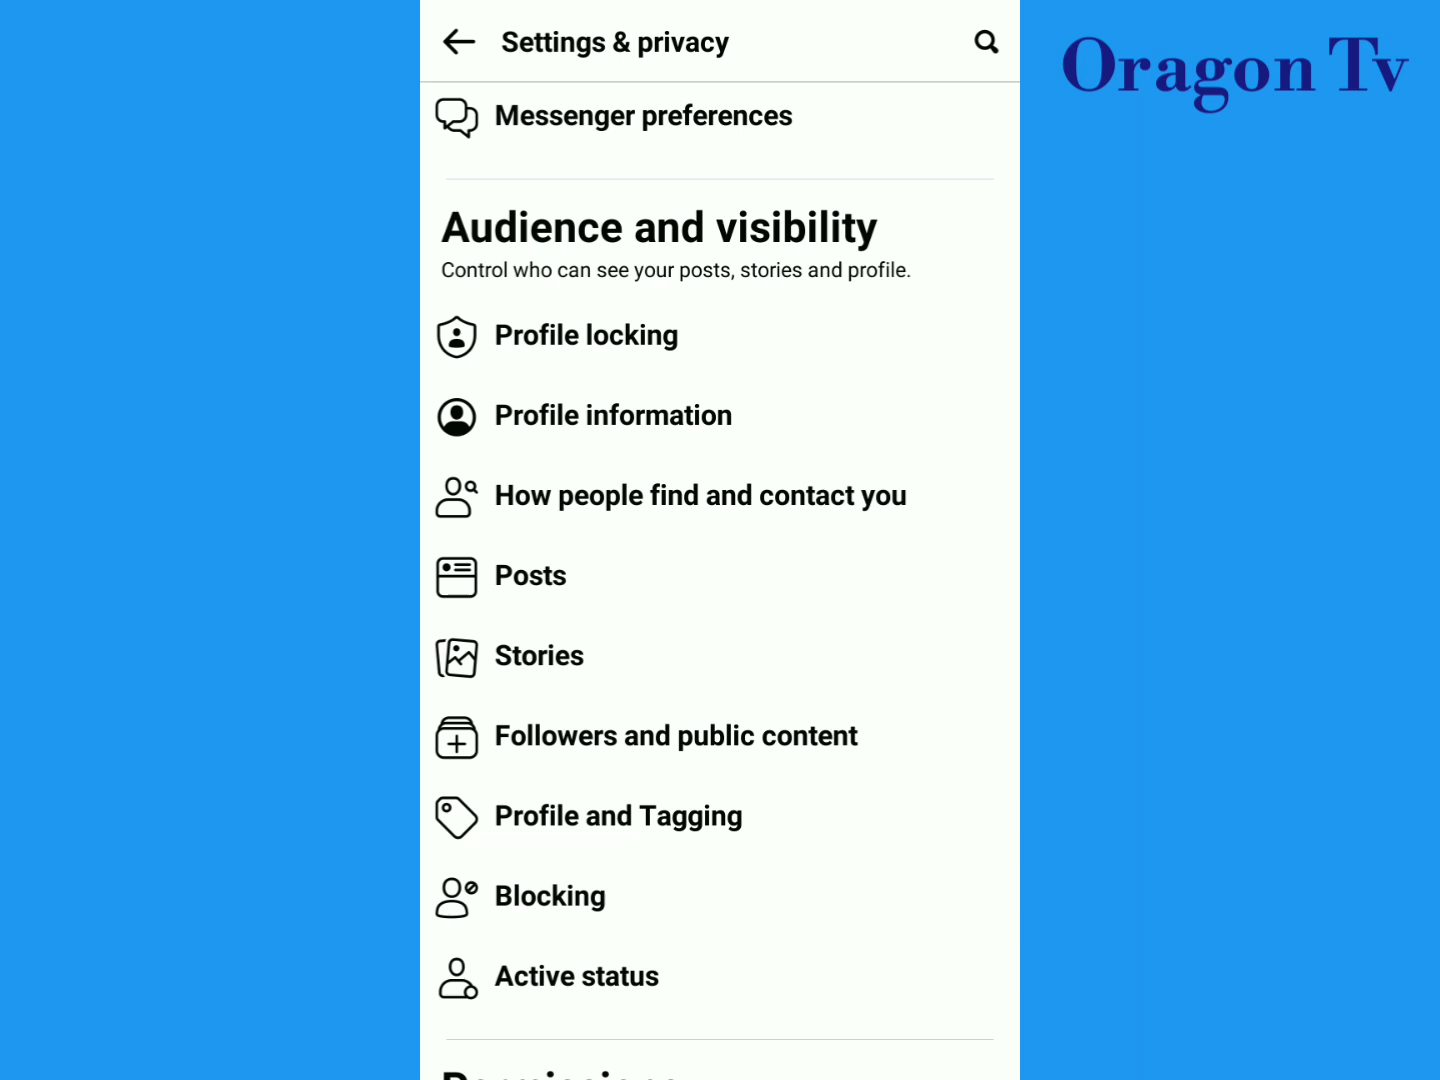 Settings & privacy
Oragon Tv
Messenger preferences
Audience and visibility
Control who can see your posts, stories and profile.
Profile locking
Profile information
How people find and contact you
Posts
Stories
Followers and public content
Profile and Tagging
Blocking
Active status